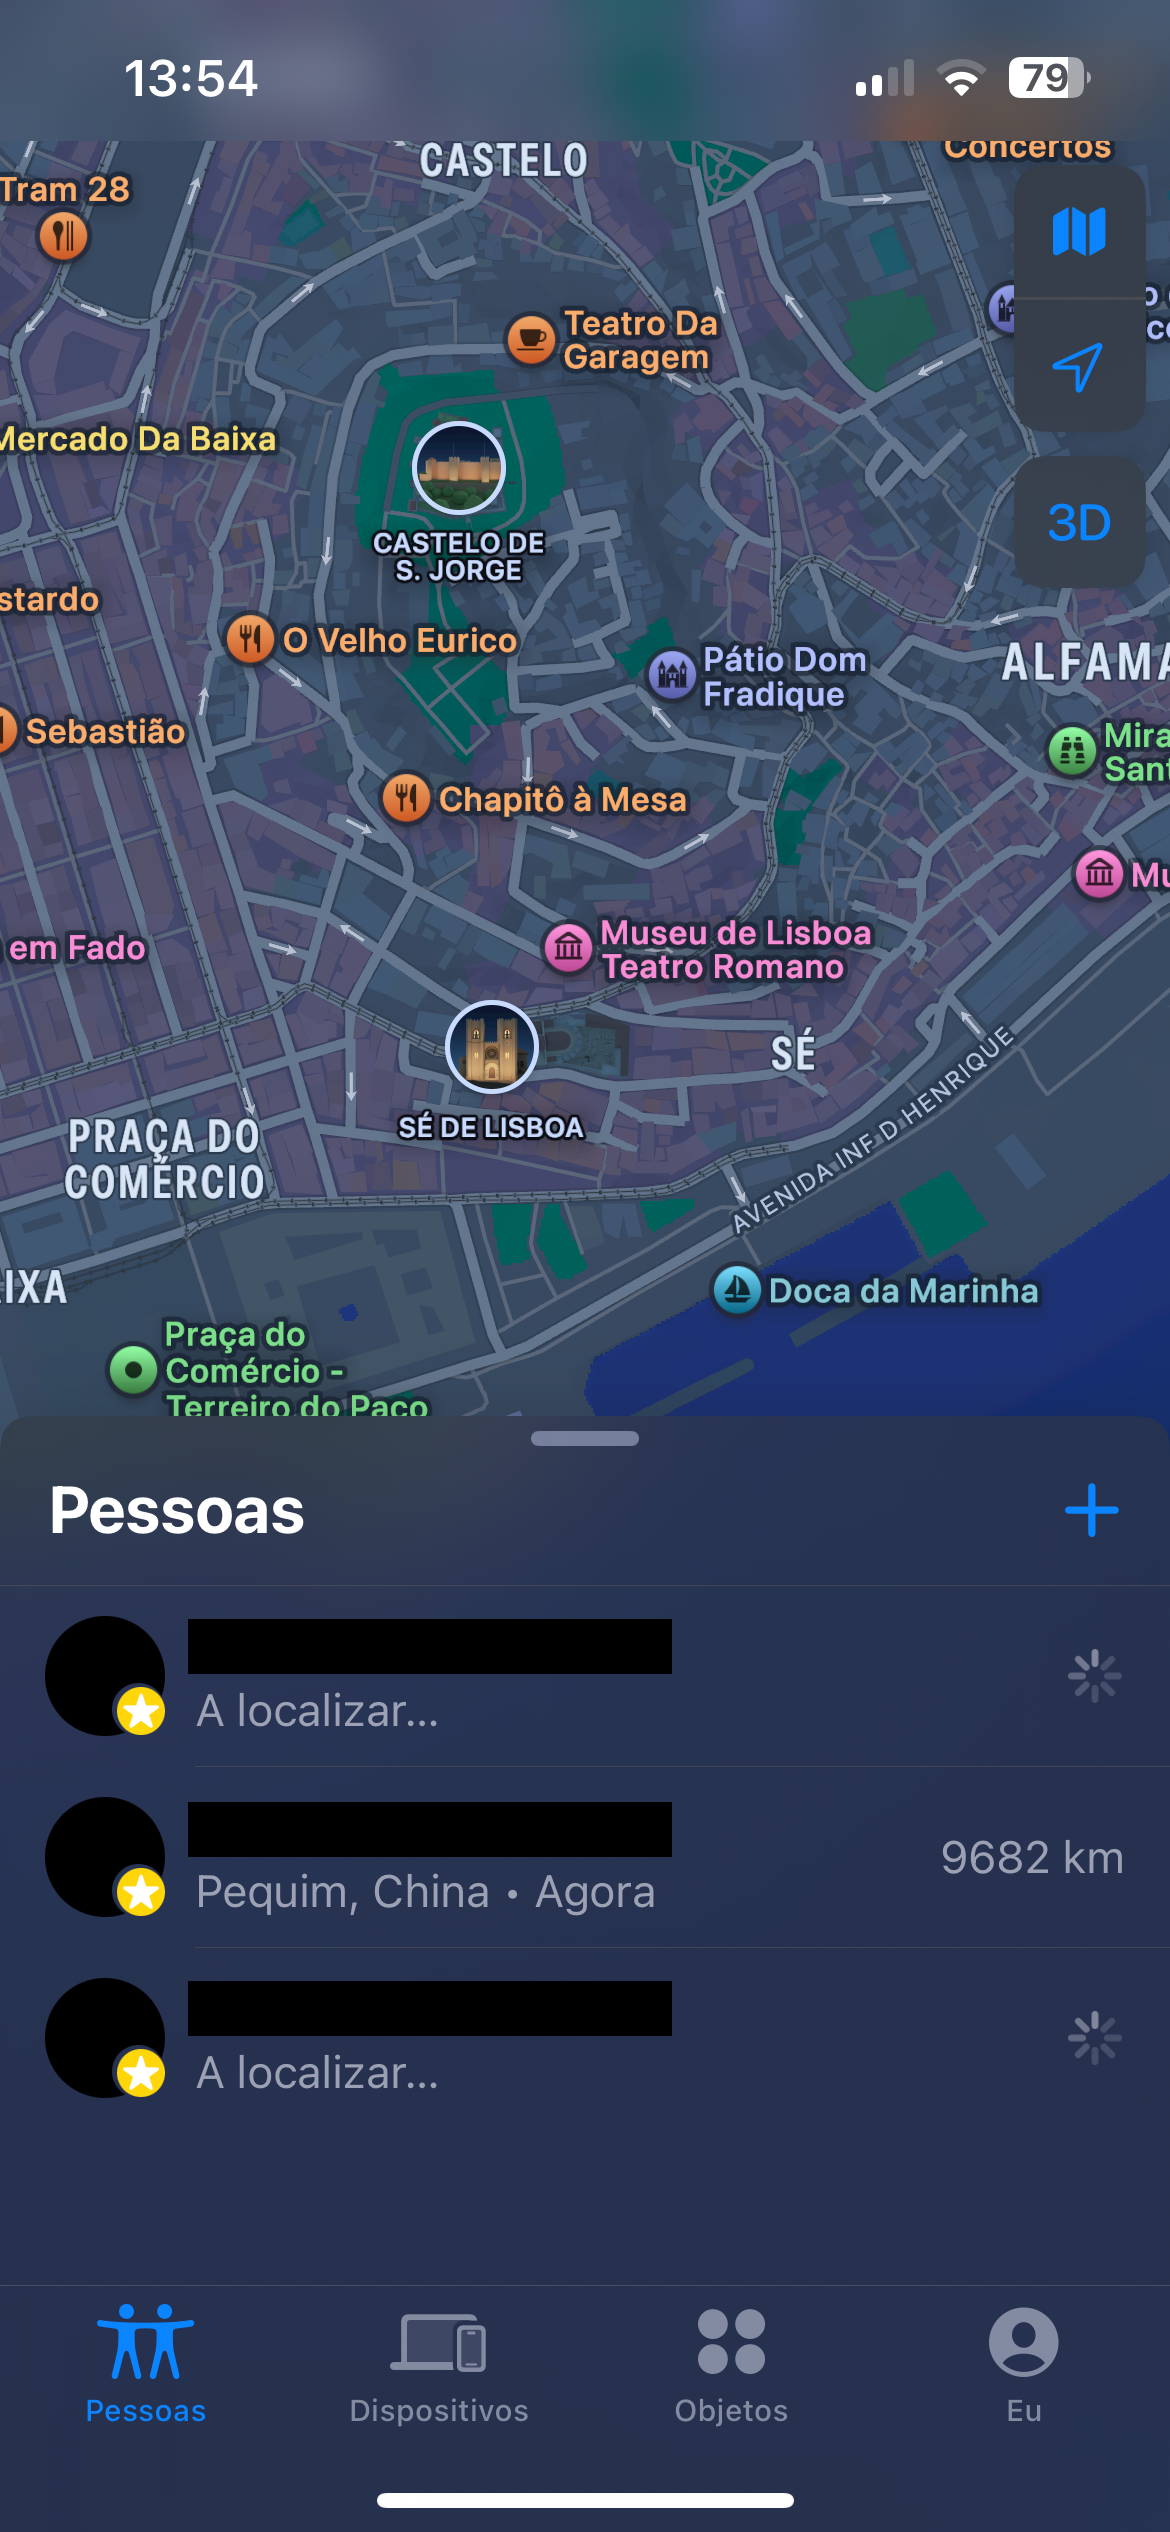 13:54
79
CASTELO
Concertos
Tram 28
Teatro Da
Garagem
Mercado Da Baixa
3D
CASTELO DE
S. JORGE
stardo
O Velho Eurico
Pátio Dom
Fradique
ALFAMA
Sebastião
Mira
Sant
Chapitô à Mesa
Mu
em Fado
Museu de Lisboa
Teatro Romano
SÉ
AVENIDA INF D HENRIQUE
SÉ DE LISBOA
PRAÇA DO
COMÉRCIO
IXA
Doca da Marinha
Praça do
Comércio -
Terreiro do Paço
Pessoas
A localizar...
9682 km
Pequim, China • Agora
A localizar...
Pessoas
Dispositivos
Objetos
Eu